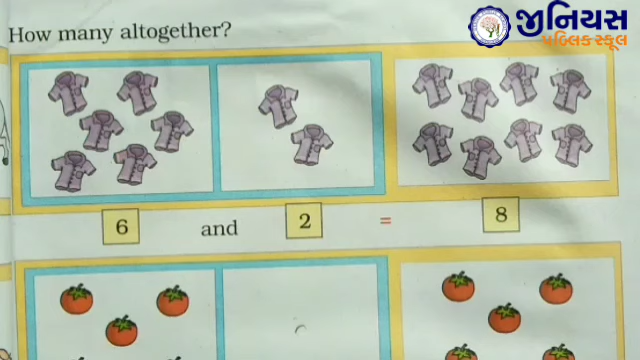 How many altogether?
જીનિયસ
પબ્લિક સ્કૂલ
6 and 2 = 8